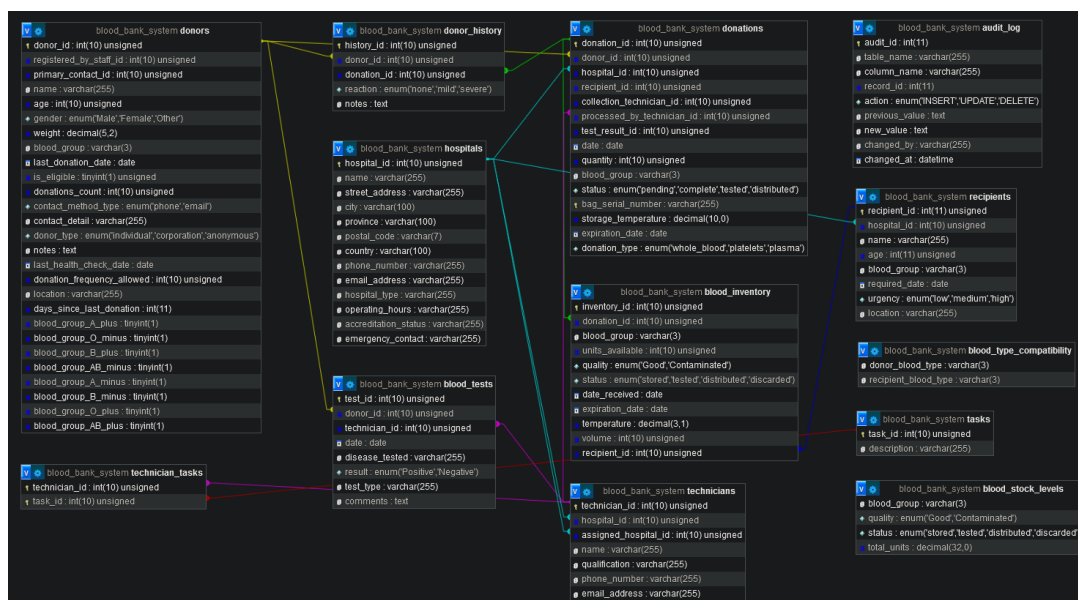 blood_bank_system donors
donor_id : int(10) unsigned
registered_by_staff_id : int(10) unsigned
primary_contact_id : int(10) unsigned
name : varchar(255)
age : int(10) unsigned
gender : enum('Male','Female','Other')
weight : decimal(5,2)
blood_group : varchar(3)
last_donation_date : date
is_eligible : tinyint(1) unsigned
donations_count : int(10) unsigned
contact_method_type : enum('phone','email')
contact_detail : varchar(255)
donor_type : enum('individual','corporation','anonymous')
notes : text
last_health_check_date : date
donation_frequency_allowed : int(10) unsigned
location : varchar(255)
days_since_last_donation : int(11)
blood_group_A_plus : tinyint(1)
blood_group_O_minus : tinyint(1)
blood_group_B_plus : tinyint(1)
blood_group_AB_minus : tinyint(1)
blood_group_A_minus : tinyint(1)
blood_group_B_minus : tinyint(1)
blood_group_O_plus : tinyint(1)
blood_group_AB_plus : tinyint(1)
blood_bank_system technician_tasks
technician_id : int(10) unsigned
task_id : int(10) unsigned
blood_bank_system donor_history
history_id : int(10) unsigned
donor_id : int(10) unsigned
donation_id : int(10) unsigned
reaction : enum('none','mild','severe')
notes : text
blood_bank_system hospitals
hospital_id : int(10) unsigned
name : varchar(255)
street_address : varchar(255)
city : varchar(100)
province : varchar(100)
postal_code : varchar(7)
country : varchar(100)
phone_number : varchar(255)
email_address : varchar(255)
hospital_type : varchar(255)
operating_hours : varchar(255)
accreditation_status : varchar(255)
emergency_contact : varchar(255)
blood_bank_system blood_tests
test_id : int(10) unsigned
donor_id : int(10) unsigned
technician_id : int(10) unsigned
date : date
disease_tested : varchar(255)
result : enum('Positive','Negative')
test_type : varchar(255)
comments : text
blood_bank_system donations
donation_id : int(10) unsigned
donor_id : int(10) unsigned
hospital_id : int(10) unsigned
recipient_id : int(10) unsigned
collection_technician_id : int(10) unsigned
processed_by_technician_id : int(10) unsigned
test_result_id : int(10) unsigned
date : date
quantity : int(10) unsigned
blood_group : varchar(3)
status : enum('pending','complete','tested','distributed')
bag_serial_number : varchar(255)
storage_temperature : decimal(10,0)
expiration_date : date
donation_type : enum('whole_blood','platelets','plasma')
blood_bank_system blood_inventory
inventory_id : int(10) unsigned
donation_id : int(10) unsigned
blood_group : varchar(3)
units_available : int(10) unsigned
quality : enum('Good','Contaminated')
status : enum('stored','tested','distributed','discarded')
date_received : date
expiration_date : date
temperature : decimal(3,1)
volume : int(10) unsigned
recipient_id : int(10) unsigned
blood_bank_system technicians
technician_id : int(10) unsigned
hospital_id : int(10) unsigned
assigned_hospital_id : int(10) unsigned
name : varchar(255)
qualification : varchar(255)
phone_number : varchar(255)
email_address : varchar(255)
blood_bank_system audit_log
audit_id : int(11)
table_name : varchar(255)
column_name : varchar(255)
record_id : int(11)
action : enum('INSERT','UPDATE','DELETE')
previous_value : text
new_value : text
changed_by : varchar(255)
changed_at : datetime
blood_bank_system recipients
recipient_id : int(11) unsigned
hospital_id : int(10) unsigned
name : varchar(255)
age : int(11) unsigned
blood_group : varchar(3)
required_date : date
urgency : enum('low','medium','high')
location : varchar(255)
blood_bank_system blood_type_compatibility
donor_blood_type : varchar(3)
recipient_blood_type : varchar(3)
blood_bank_system tasks
task_id : int(10) unsigned
description : varchar(255)
blood_bank_system blood_stock_levels
blood_group : varchar(3)
quality : enum('Good','Contaminated')
status : enum('stored','tested','distributed','discarded'
total_units : decimal(32,0)